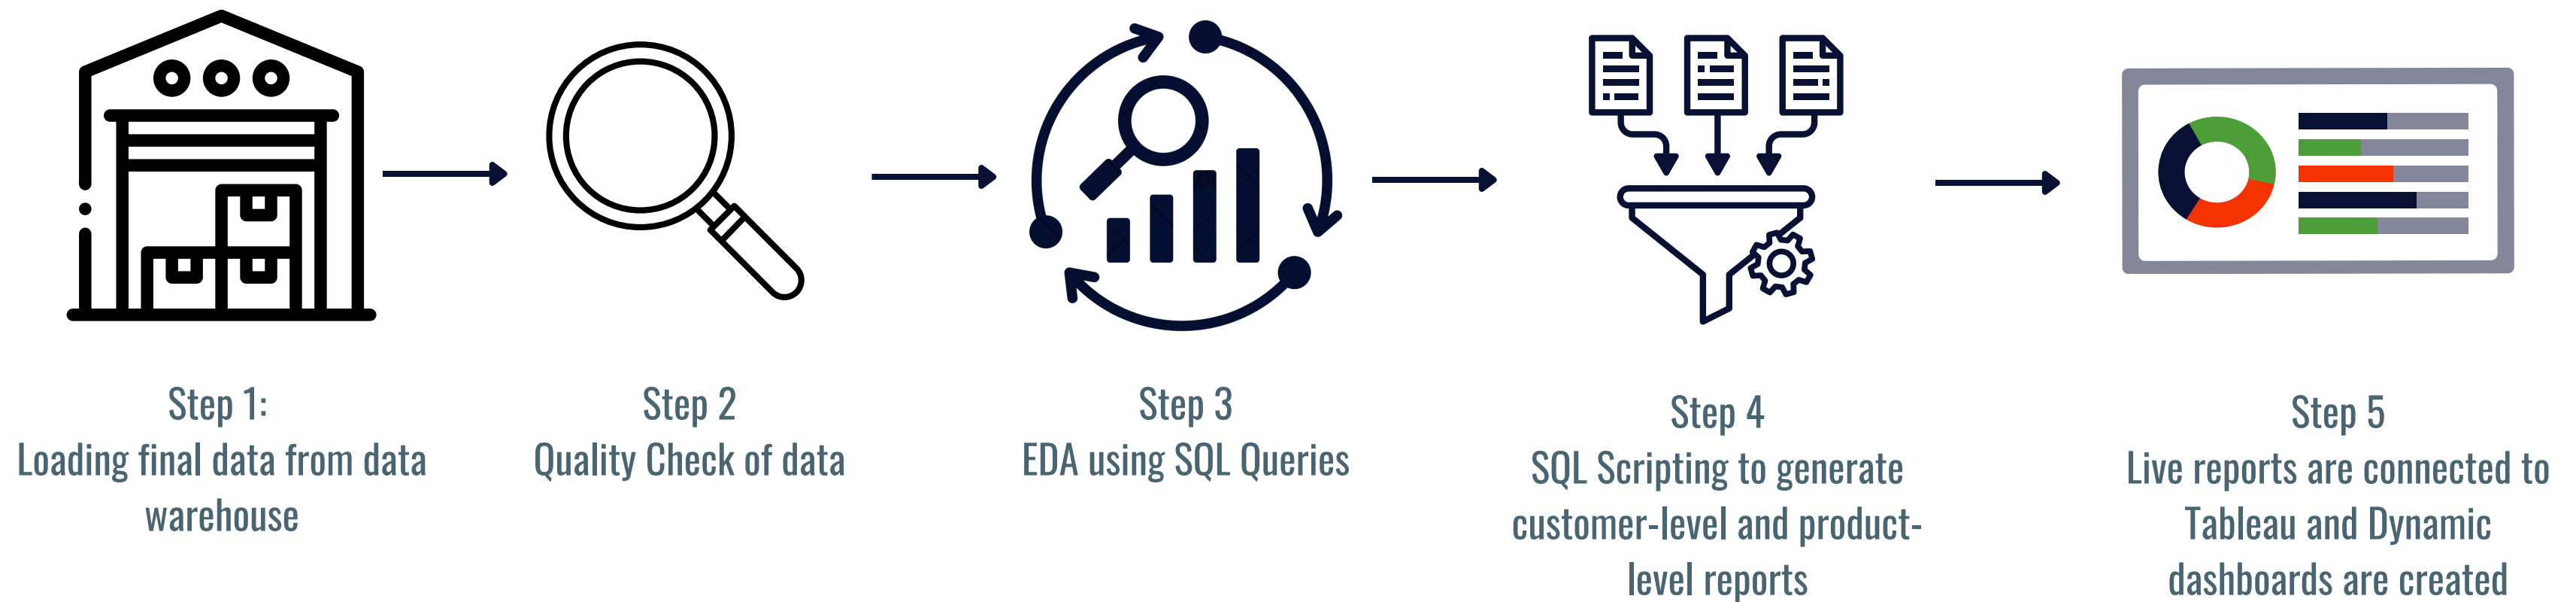 Step 1:
Loading final data from data
warehouse
Step 2
Quality Check of data
Step 3
EDA using SQL Queries
Step 4
SQL Scripting to generate
customer-level and product-
level reports
Step 5
Live reports are connected to
Tableau and Dynamic
dashboards are created